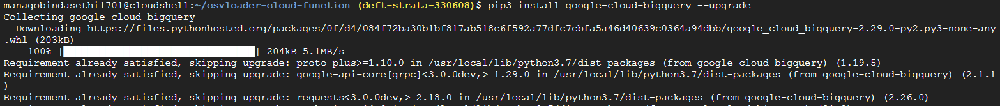 managobindasethi1701@cloudshell:~/csvloader-cloud-function (deft-strata-330608)$ pip3 install google-cloud-bigquery --upgrade
Collecting google-cloud-bigquery
Downloading https://files.pythonhosted.org/packages/0f/d4/084f72ba30b1bf817ab518c6f592a77dfc7cbfa5a46d40639c0364a94dbb/google_cloud_bigquery-2.29.0-py2.py3-none-any
.whl (203kB)
100% |████████████████████████████████| 204kB 5.1MB/s
Requirement already satisfied, skipping upgrade: proto-plus>=1.10.0 in /usr/local/lib/python3.7/dist-packages (from google-cloud-bigquery) (1.19.5)
Requirement already satisfied, skipping upgrade: google-api-core[grpc]<3.0.0dev,>=1.29.0 in /usr/local/lib/python3.7/dist-packages (from google-cloud-bigquery) (2.1.1
)
Requirement already satisfied, skipping upgrade: requests<3.0.0dev,>=2.18.0 in /usr/local/lib/python3.7/dist-packages (from google-cloud-bigquery) (2.26.0)